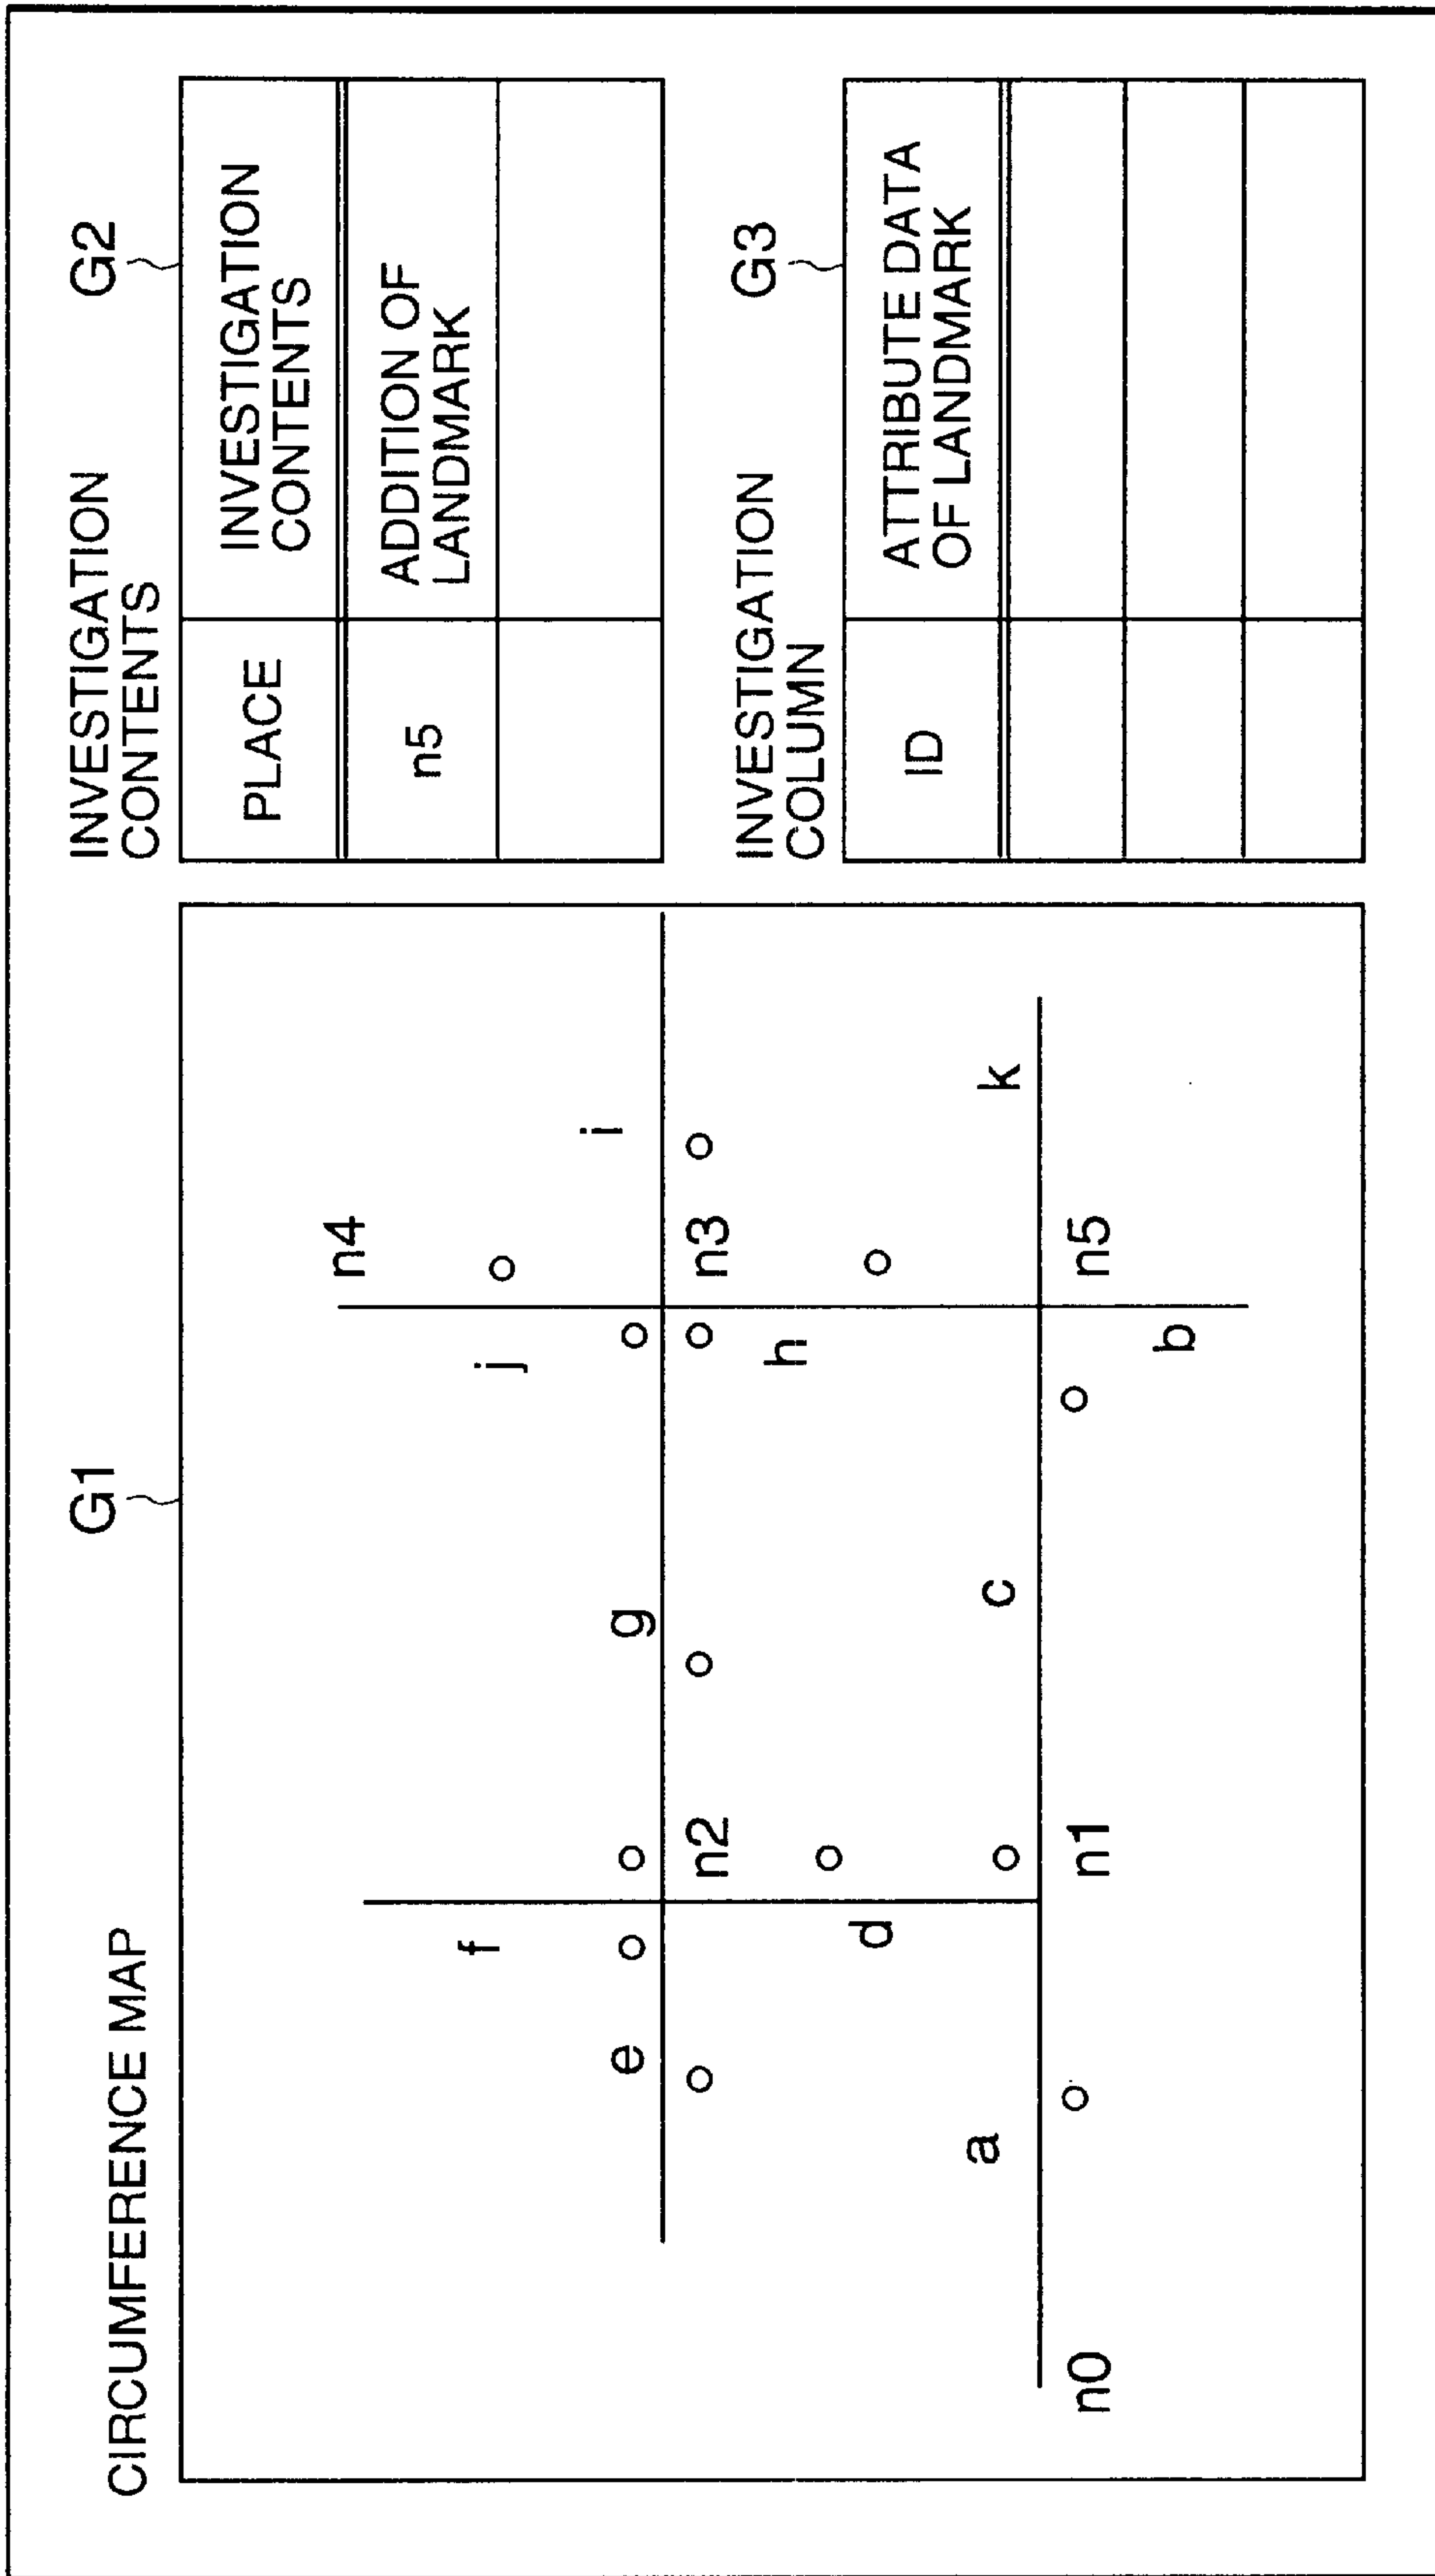 CIRCUMFERENCE MAP
G1
n4
f
j
i
e
g
n2
n3
d
h
a
c
k
n0
n1
n5
b
INVESTIGATION
CONTENTS
G2
PLACE
INVESTIGATION
CONTENTS
n5
ADDITION OF
LANDMARK
INVESTIGATION
COLUMN
G3
ID
ATTRIBUTE DATA
OF LANDMARK